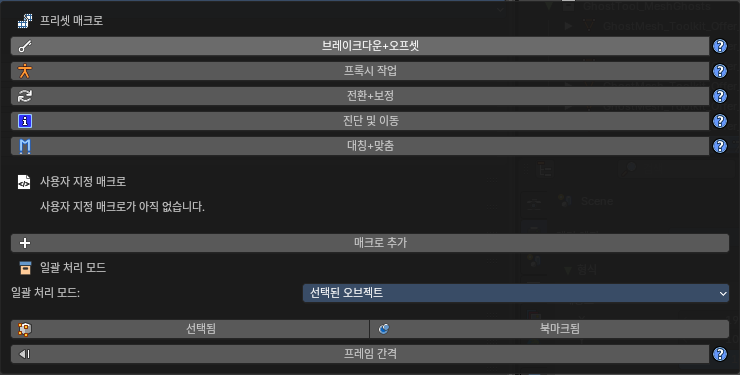 프리셋 매크로
브레이크다운+오프셋
프록시 작업
전환+보정
진단 및 이동
대칭+맞춤
사용자 지정 매크로
사용자 지정 매크로가 아직 없습니다.
매크로 추가
일괄 처리 모드
일괄 처리 모드: 선택된 오브젝트
선택됨 북마크됨
프레임 간격
Scene